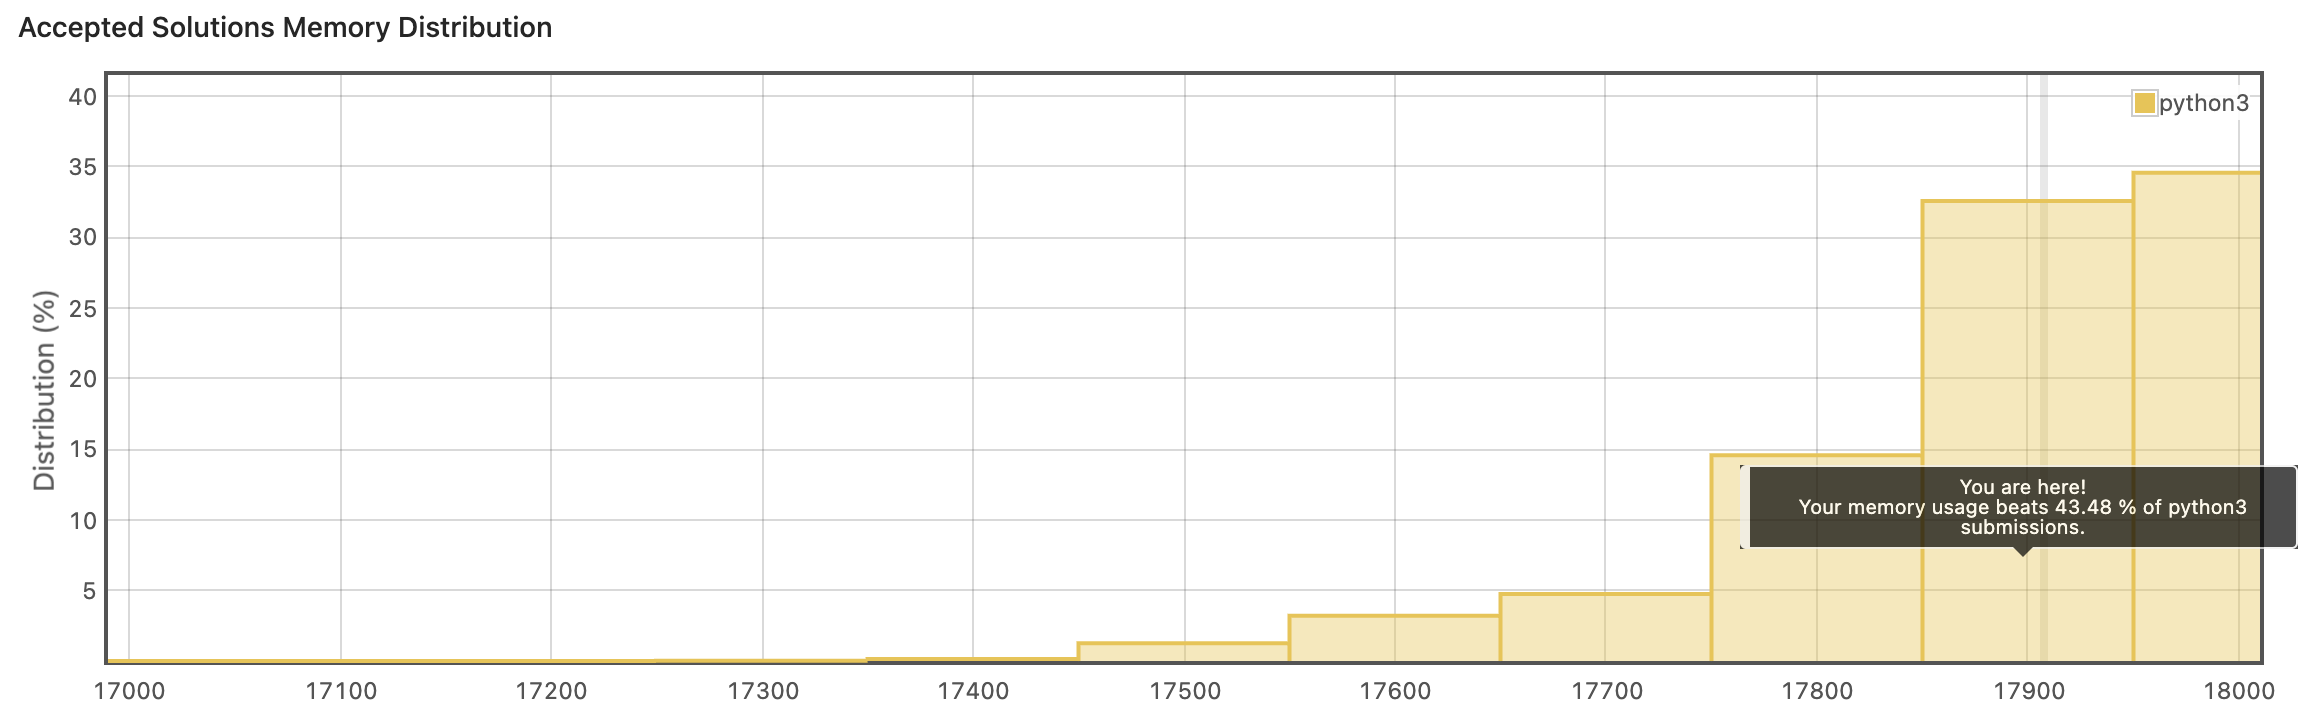 Accepted Solutions Memory Distribution
python3
40
35
30
25
20
15
10
5
Distribution (%)
You are here!
Your memory usage beats 43.48 % of python3
submissions.
17000 17100 17200 17300 17400 17500 17600 17700 17800 17900 18000